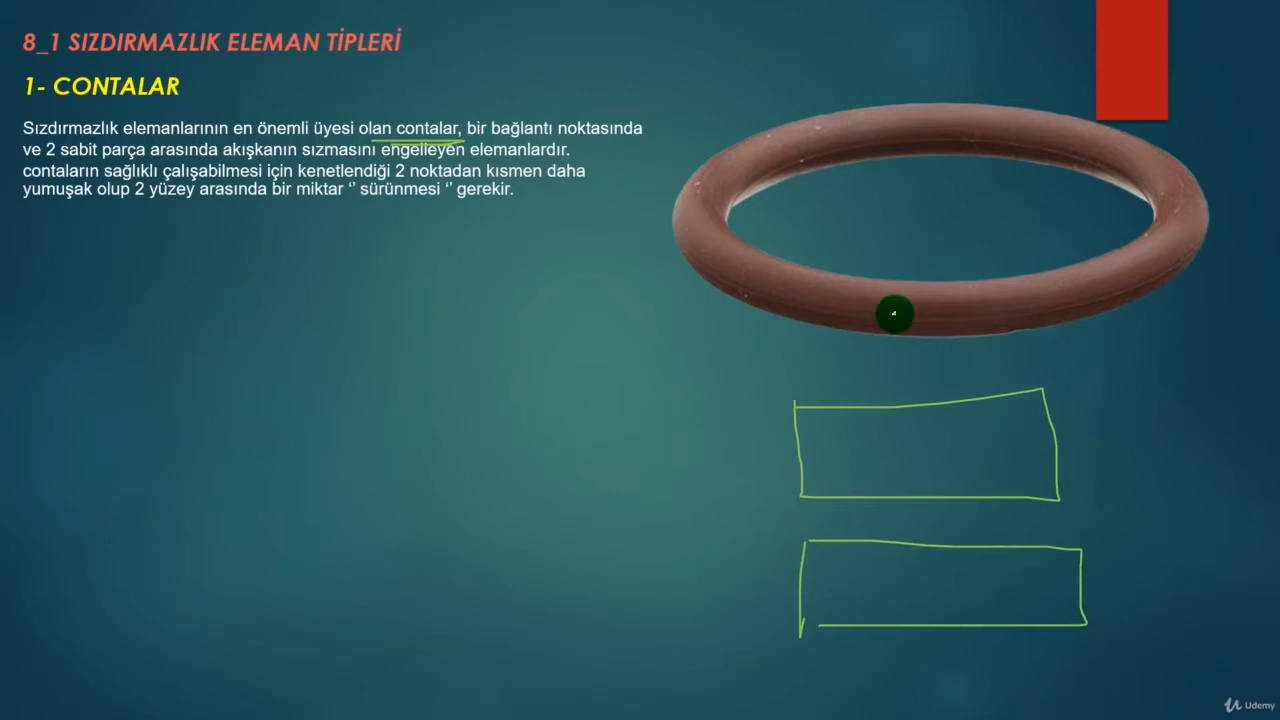 8_1 SIZDIRMAZLIK ELEMAN TİPLERİ
1- CONTALAR
Sızdırmazlık elemanlarının en önemli üyesi olan contalar, bir bağlantı noktasında
ve 2 sabit parça arasında akışkanın sızmasını engelleyen elemanlardır.
contaların sağlıklı çalışabilmesi için kenetlendiği 2 noktadan kısmen daha
yumuşak olup 2 yüzey arasında bir miktar ‘’ sürünmesi ‘’ gerekir.
Udemy